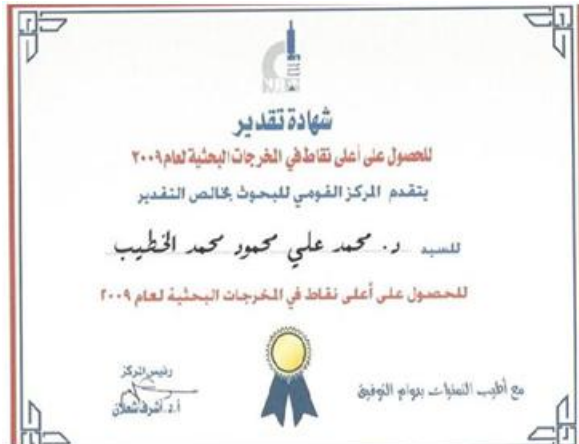 NRC
شهادة تقدير
للحصول على أعلى نقاط في المخرجات البحثية لعام ٢٠٠٩
يتقدم المركز القومي للبحوث بخالص التقدير
للسيد د. محمد علي محمود محمد الخطيب
للحصول على أعلى نقاط في المخرجات البحثية لعام ٢٠٠٩
مع أطيب التمنيات بدوام التوفيق
رئيس المركز
أ.د. أشرف شعلان